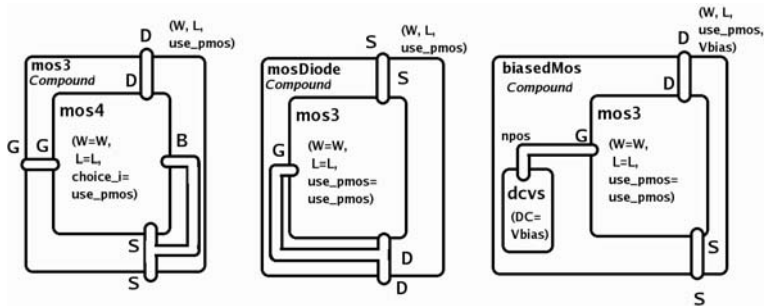 D
(W, L,
use_pmos)
mos3
Compound
D
mos4
G
G
(W=W,
L=L,
choice_i=
use_pmos)
B
S
S
S
(W, L,
use_pmos)
mosDiode
Compound
S
mos3
G
(W=W,
L=L,
use_pmos=
use_pmos)
D
D
(W, L,
use_pmos,
Vbias)
D
biasedMos
Compound
D
mos3
npos
G
(W=W,
L=L,
use_pmos=
use_pmos)
dcvs
(DC=
Vbias)
S
S